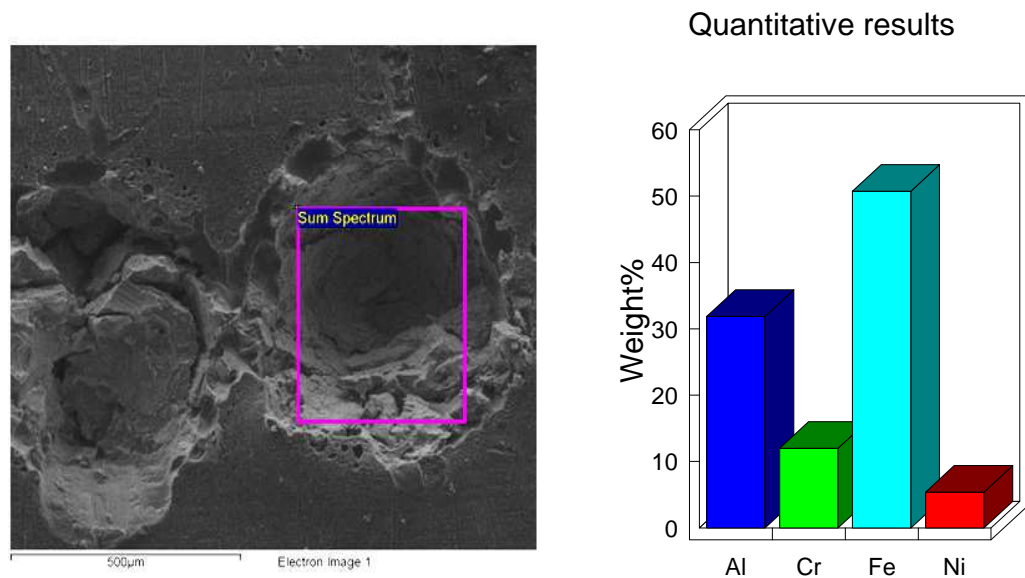 Quantitative results
Sum Spectrum
500µm
Electron Image 1
Weight%
60
50
40
30
20
10
0
Al Cr Fe Ni